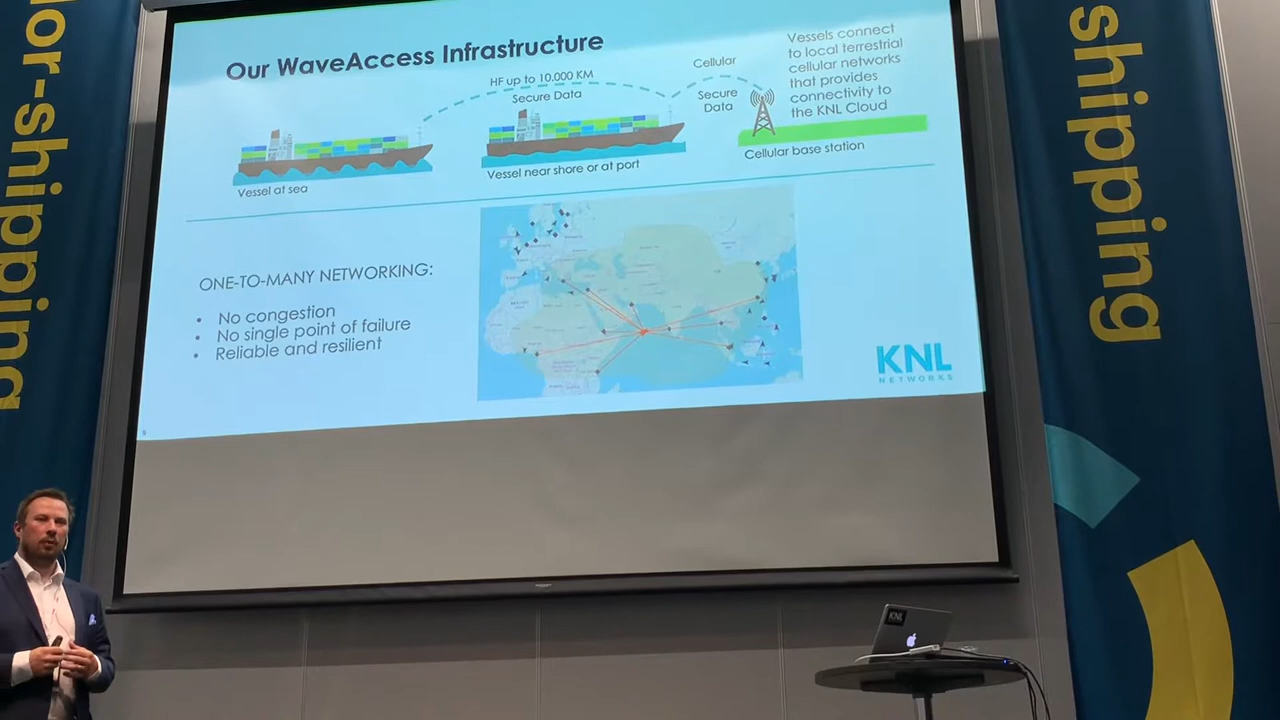 Our WaveAccess Infrastructure
HF up to 10.000 KM
Secure Data
Cellular
Secure
Data
Vessels connect
to local terrestrial
cellular networks
that provides
connectivity to
the KNL Cloud
Vessel at sea
Vessel near shore or at port
Cellular base station
ONE-TO-MANY NETWORKING:
• No congestion
• No single point of failure
• Reliable and resilient
KNL
NETWORKS
lor-shipping
shipping
KNL